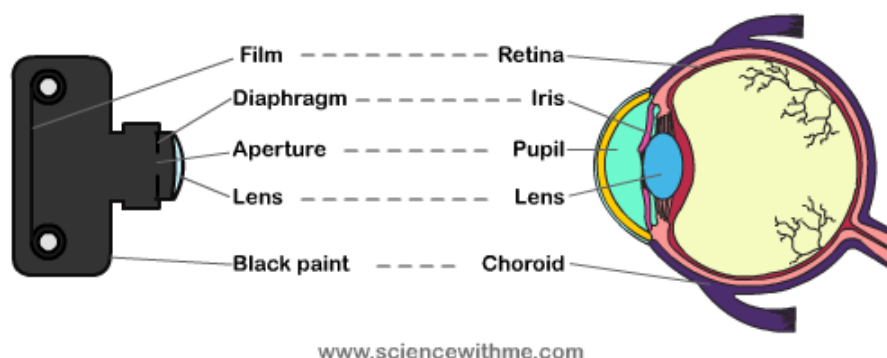 Film Retina
Diaphragm Iris
Aperture Pupil
Lens Lens
Black paint Choroid
www.sciencewithme.com